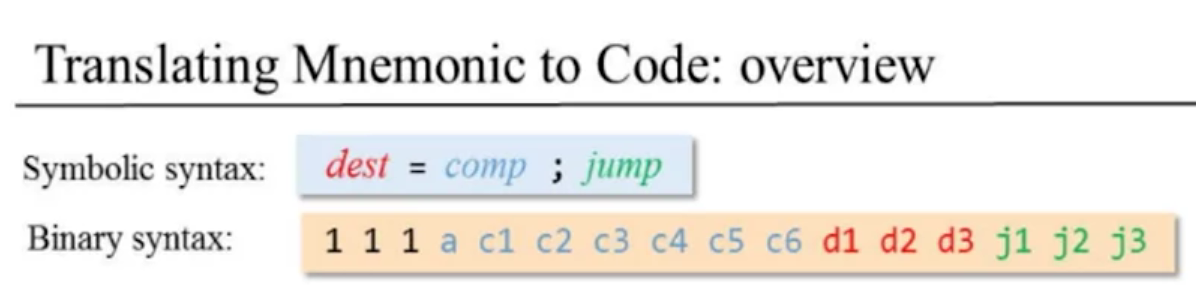 Translating Mnemonic to Code: overview
Symbolic syntax: dest = comp ; jump
Binary syntax: 1 1 1 a c1 c2 c3 c4 c5 c6 d1 d2 d3 j1 j2 j3